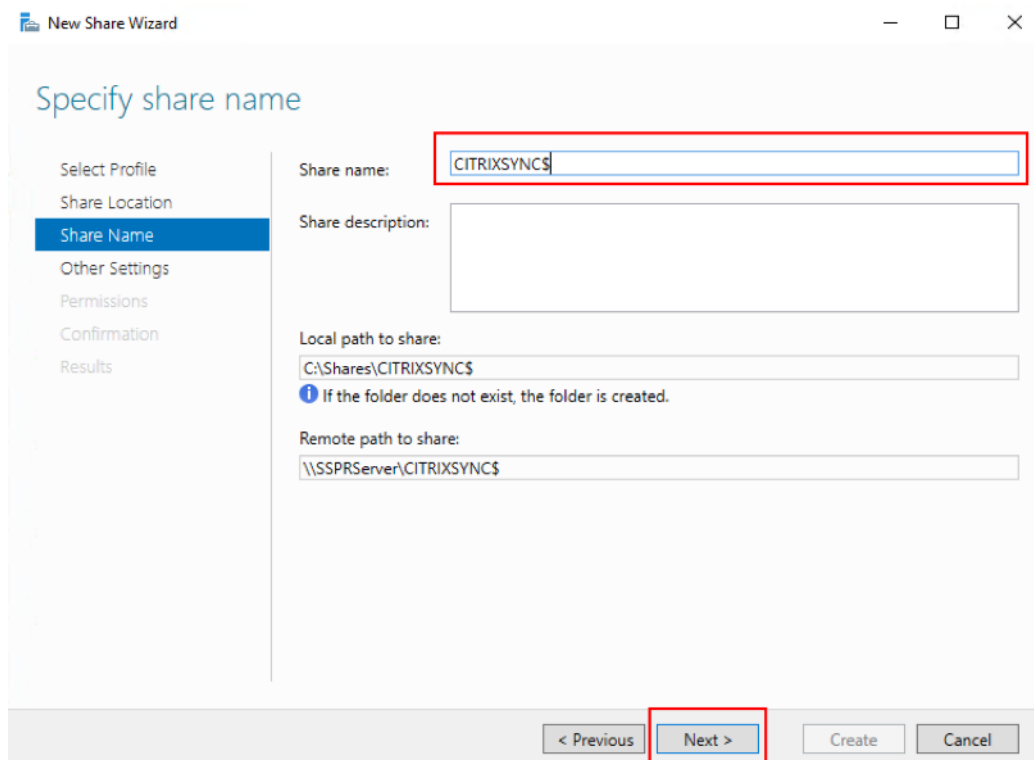 New Share Wizard
Specify share name
Select Profile
Share Location
Share Name
Other Settings
Permissions
Confirmation
Results
Share name:
CITRIXSYNC$
Share description:
Local path to share:
C:\Shares\CITRIXSYNC$
If the folder does not exist, the folder is created.
Remote path to share:
\\SSPRServer\CITRIXSYNC$
< Previous
Next >
Create
Cancel